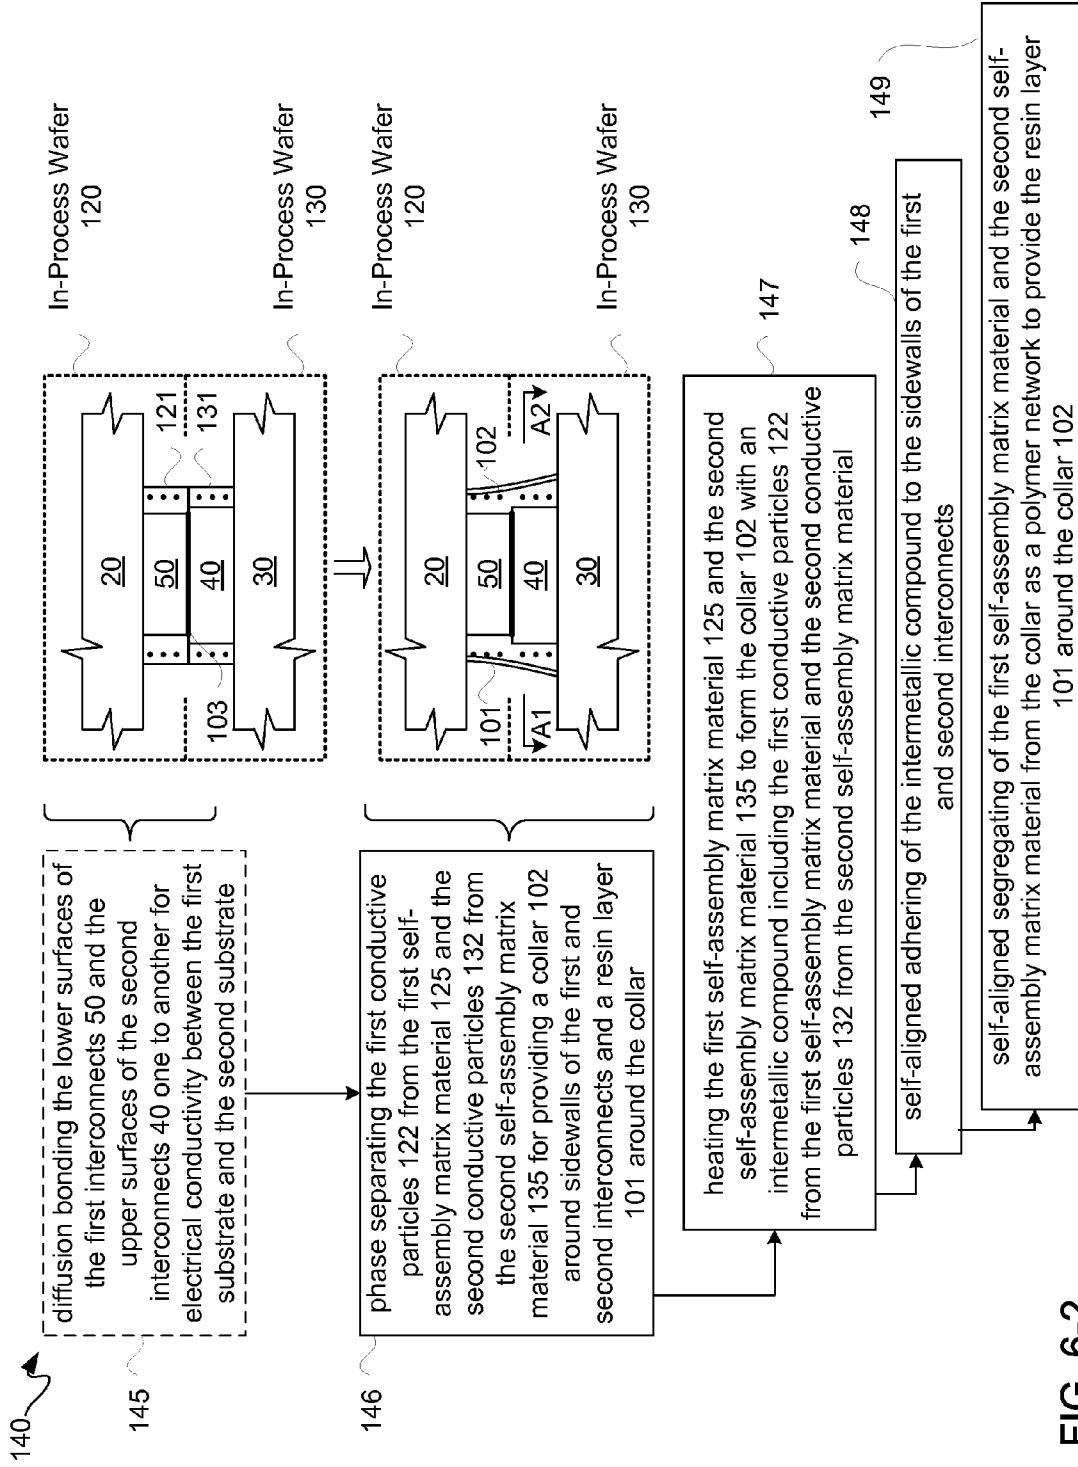 140
145
diffusion bonding the lower surfaces of
the first interconnects 50 and the
upper surfaces of the second
interconnects 40 one to another for
electrical conductivity between the first
substrate and the second substrate
20
50
40
30
103
121
131
In-Process Wafer
120
In-Process Wafer
130
146
phase separating the first conductive
particles 122 from the first self-
assembly matrix material 125 and the
second conductive particles 132 from
the second self-assembly matrix
material 135 for providing a collar 102
around sidewalls of the first and
second interconnects and a resin layer
101 around the collar
20
50
40
30
101
102
A1
A2
In-Process Wafer
120
In-Process Wafer
130
147
heating the first self-assembly matrix material 125 and the second
self-assembly matrix material 135 to form the collar 102 with an
intermetallic compound including the first conductive particles 122
from the first self-assembly matrix material and the second conductive
particles 132 from the second self-assembly matrix material
148
self-aligned adhering of the intermetallic compound to the sidewalls of the first
and second interconnects
149
self-aligned segregating of the first self-assembly matrix material and the second self-
assembly matrix material from the collar as a polymer network to provide the resin layer
101 around the collar 102
FIG. 6-2